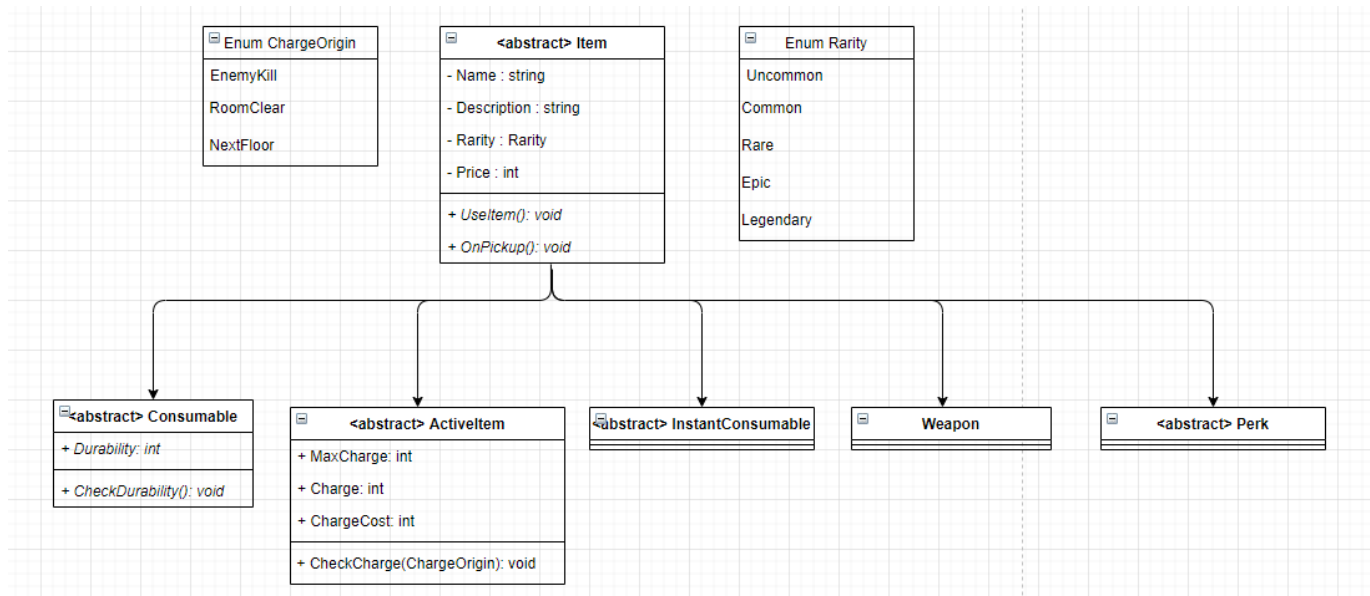 Enum ChargeOrigin
EnemyKill
RoomClear
NextFloor
<abstract> Item
- Name : string
- Description : string
- Rarity : Rarity
- Price : int
+ UseItem(): void
+ OnPickup(): void
Enum Rarity
Uncommon
Common
Rare
Epic
Legendary
<abstract> Consumable
+ Durability: int
+ CheckDurability(): void
<abstract> ActiveItem
+ MaxCharge: int
+ Charge: int
+ ChargeCost: int
+ CheckCharge(ChargeOrigin): void
<abstract> InstantConsumable
Weapon
<abstract> Perk